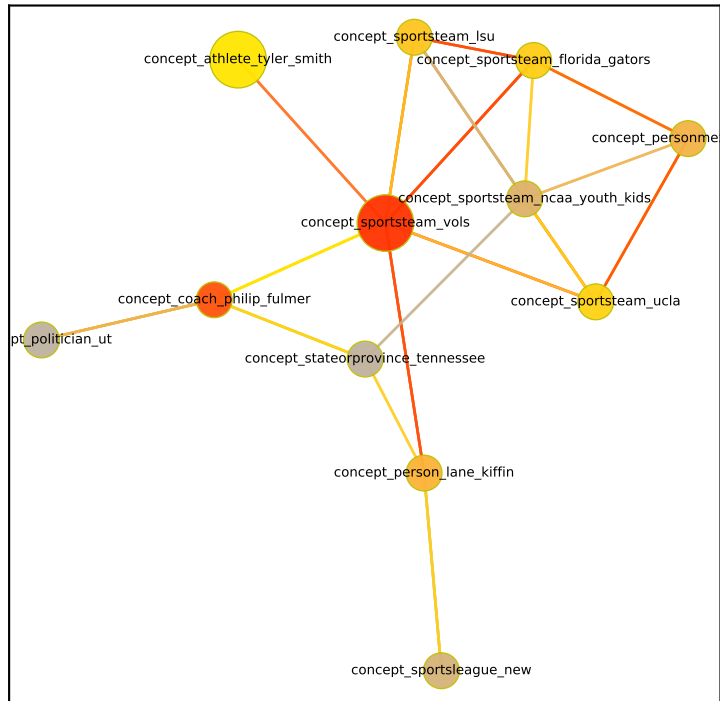 concept_sportsteam_lsu
concept_athlete_tyler_smith
concept_sportsteam_florida_gators
concept_personme
concept_sportsteam_ncaa_youth_kids
concept_sportsteam_vols
concept_coach_philip_fulmer
concept_sportsteam_ucla
pt_politician_ut
concept_stateorprovince_tennessee
concept_person_lane_kiffin
concept_sportsleague_new